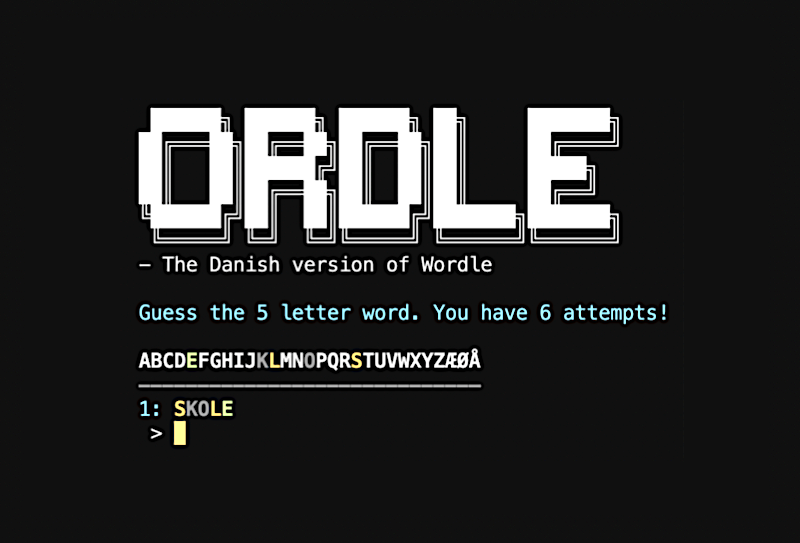 ORDLE
– The Danish version of Wordle
Guess the 5 letter word. You have 6 attempts!
ABCDEFGHIJKLMNOPQRSTUVWXYZÆØÅ
1: SKOLE
>